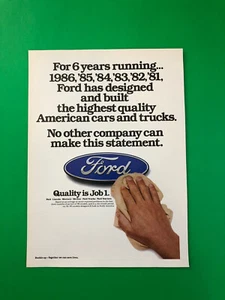 For 6 years running...
1986,'85,'84,'83,'82,'81,
Ford has designed
and built
the highest quality
American cars and trucks.
No other company can
make this statement.
Ford
Quality is Job 1.